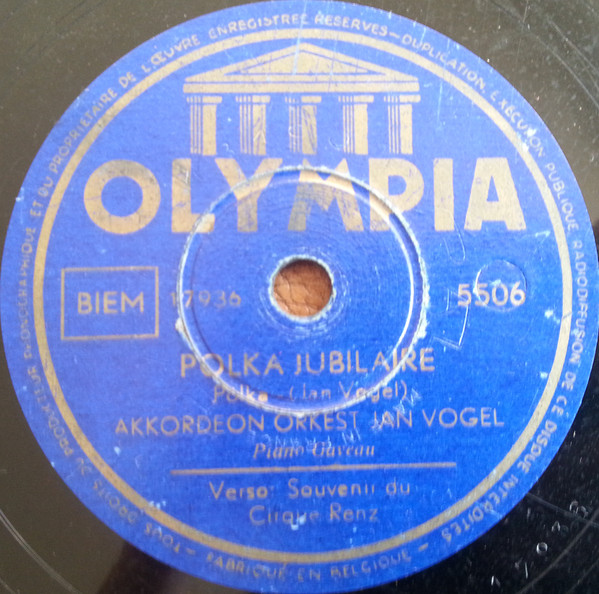 TOUS DROITS DU PRODUCTEUR PHONOGRAPHIQUE ET DU PROPRIETAIRE DE L'ŒUVRE ENREGISTREE RESERVES – DUPLICATION, EXECUTION PUBLIQUE RADIODIFFUSION DE CE DISQUE INTERDITES
OLYMPIA
BIEM 17936 5506
POLKA JUBILAIRE
Polka (Jan Vogel)
AKKORDEON ORKEST JAN VOGEL
Piano Gaveau
Verso: Souvenir du
Cirque Renz
– FABRIQUÉ EN BELGIQUE –